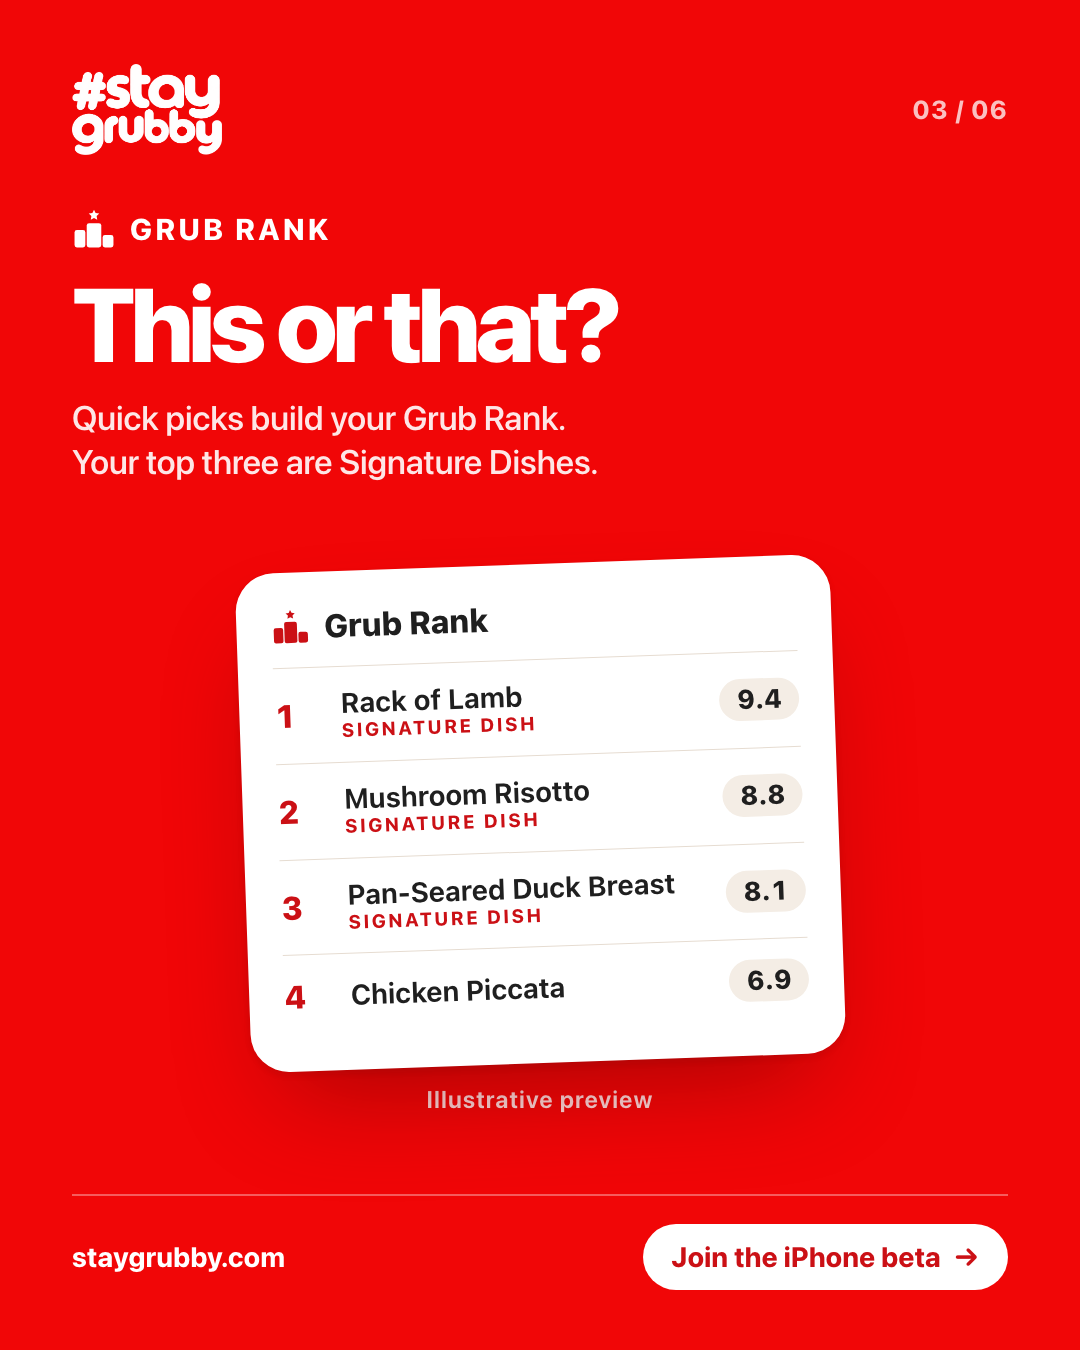 #stay
grubby
03 / 06
GRUB RANK
This or that?
Quick picks build your Grub Rank.
Your top three are Signature Dishes.
Grub Rank
1 Rack of Lamb 9.4
SIGNATURE DISH
2 Mushroom Risotto 8.8
SIGNATURE DISH
3 Pan-Seared Duck Breast 8.1
SIGNATURE DISH
4 Chicken Piccata 6.9
Illustrative preview
staygrubby.com
Join the iPhone beta →